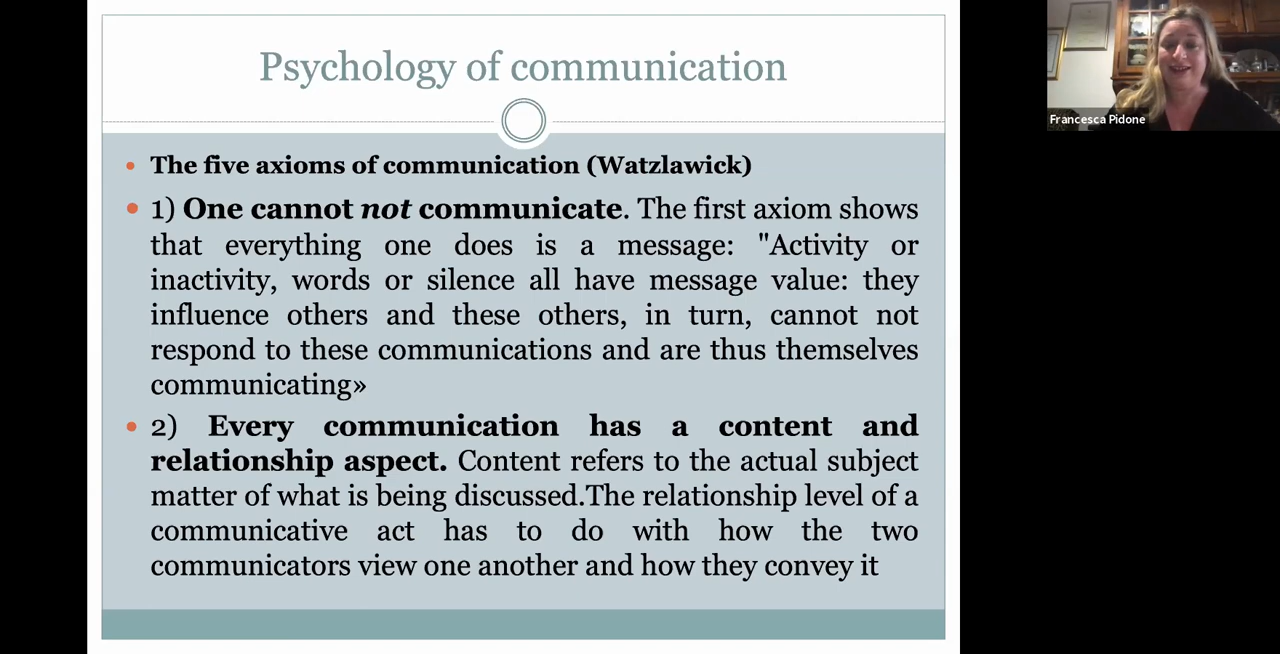 Psychology of communication
Francesca Pidone
• The five axioms of communication (Watzlawick)
• 1) One cannot not communicate. The first axiom shows
that everything one does is a message: "Activity or
inactivity, words or silence all have message value: they
influence others and these others, in turn, cannot not
respond to these communications and are thus themselves
communicating»
• 2) Every communication has a content and
relationship aspect. Content refers to the actual subject
matter of what is being discussed.The relationship level of a
communicative act has to do with how the two
communicators view one another and how they convey it